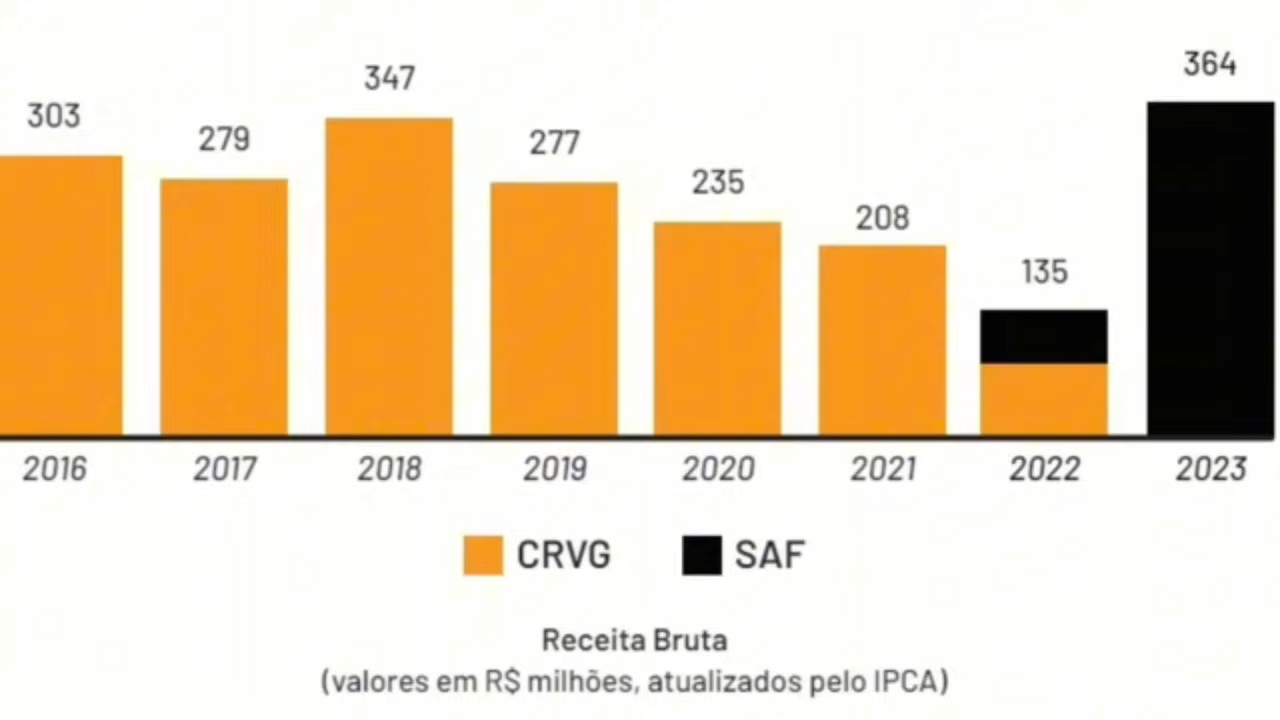 364
347
303
279
277
235
208
135
2016 2017 2018 2019 2020 2021 2022 2023
CRVG SAF
Receita Bruta
(valores em R$ milhões, atualizados pelo IPCA)